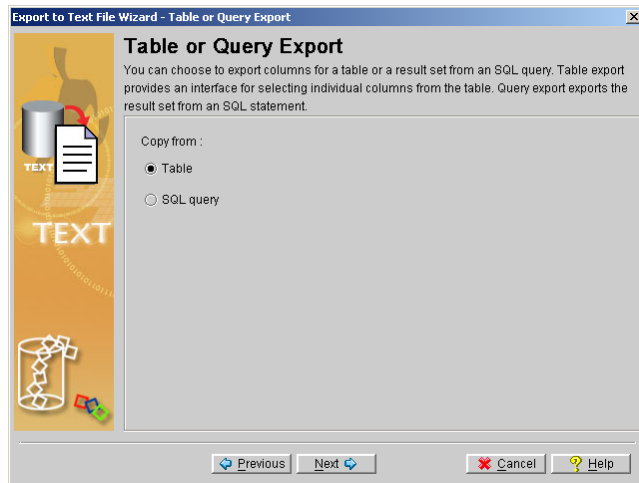 Export to Text File Wizard - Table or Query Export
Table or Query Export
You can choose to export columns for a table or a result set from an SQL query. Table export
provides an interface for selecting individual columns from the table. Query export exports the
result set from an SQL statement.
Copy from :
Table
SQL query
TEXT
TEXT
Previous
Next
Cancel
Help